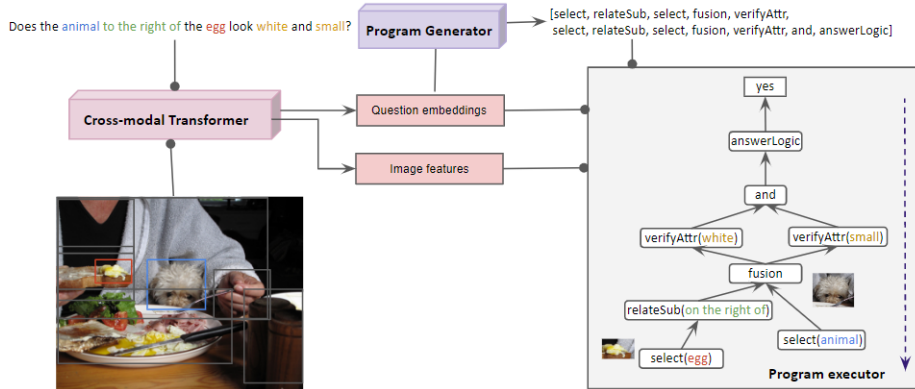 Does the animal to the right of the egg look white and small?
Program Generator
[select, relateSub, select, fusion, verifyAttr,
select, relateSub, select, fusion, verifyAttr, and, answerLogic]
Cross-modal Transformer
Question embeddings
Image features
yes
answerLogic
and
verifyAttr(white)
verifyAttr(small)
fusion
relateSub(on the right of)
select(egg)
select(animal)
Program executor